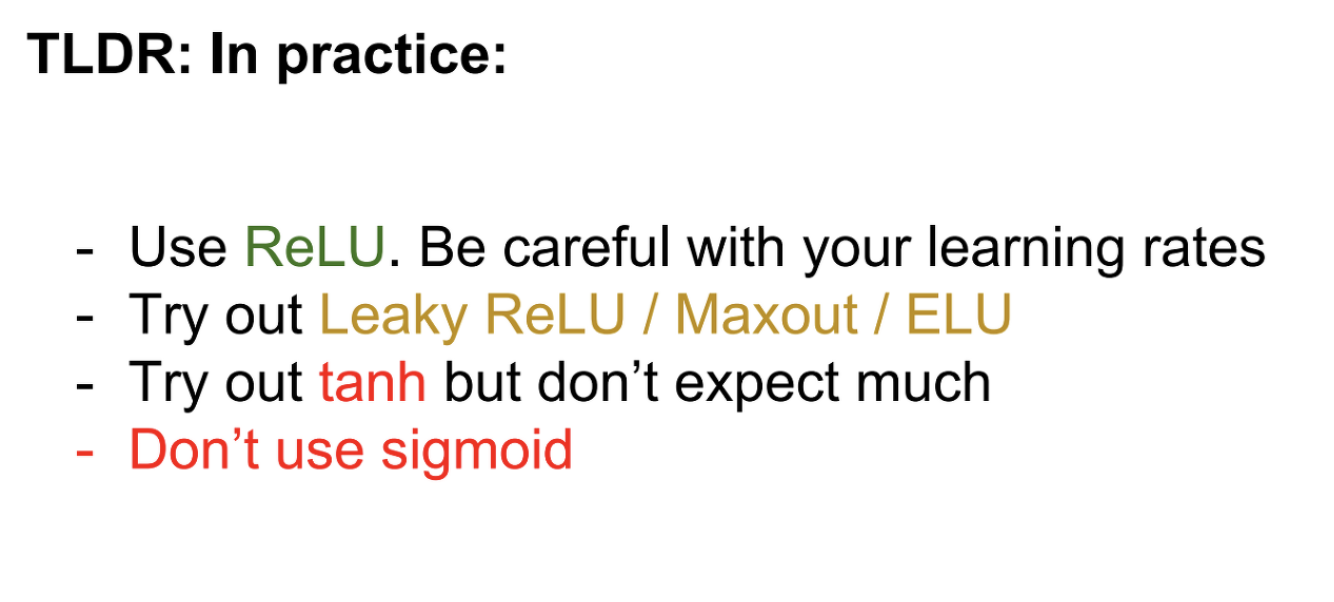 TLDR: In practice:
- Use ReLU. Be careful with your learning rates
- Try out Leaky ReLU / Maxout / ELU
- Try out tanh but don’t expect much
- Don’t use sigmoid